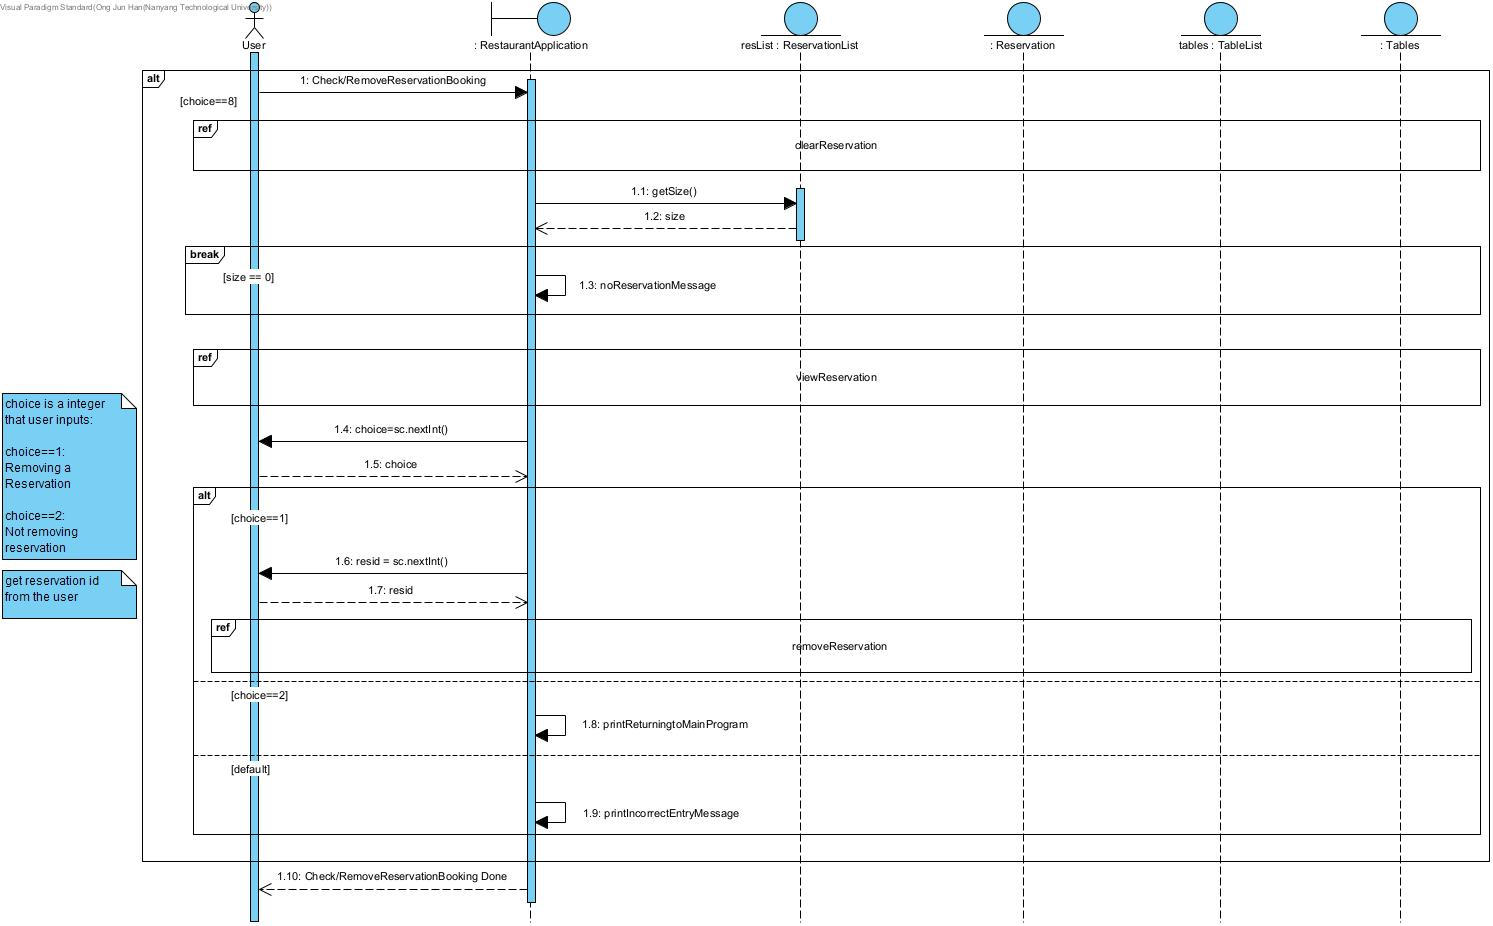 Visual Paradigm Standard(Ong Jun Han(Nanyang Technological University))
User
: RestaurantApplication
resList : ReservationList
: Reservation
tables : TableList
: Tables
alt
1: Check/RemoveReservationBooking
[choice==8]
ref
clearReservation
1.1: getSize()
1.2: size
break
[size == 0]
1.3: noReservationMessage
ref
viewReservation
choice is a integer
that user inputs:
choice==1:
Removing a
Reservation
choice==2:
Not removing
reservation
1.4: choice=sc.nextInt()
1.5: choice
alt
[choice==1]
get reservation id
from the user
1.6: resid = sc.nextInt()
1.7: resid
ref
removeReservation
[choice==2]
1.8: printReturningtoMainProgram
[default]
1.9: printIncorrectEntryMessage
1.10: Check/RemoveReservationBooking Done